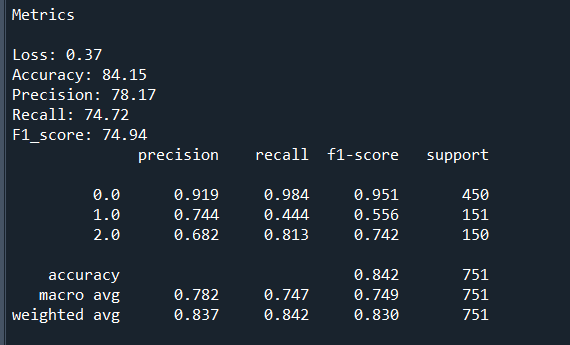 Metrics
Loss: 0.37
Accuracy: 84.15
Precision: 78.17
Recall: 74.72
F1_score: 74.94
precision recall f1-score support
0.0 0.919 0.984 0.951 450
1.0 0.744 0.444 0.556 151
2.0 0.682 0.813 0.742 150
accuracy 0.842 751
macro avg 0.782 0.747 0.749 751
weighted avg 0.837 0.842 0.830 751